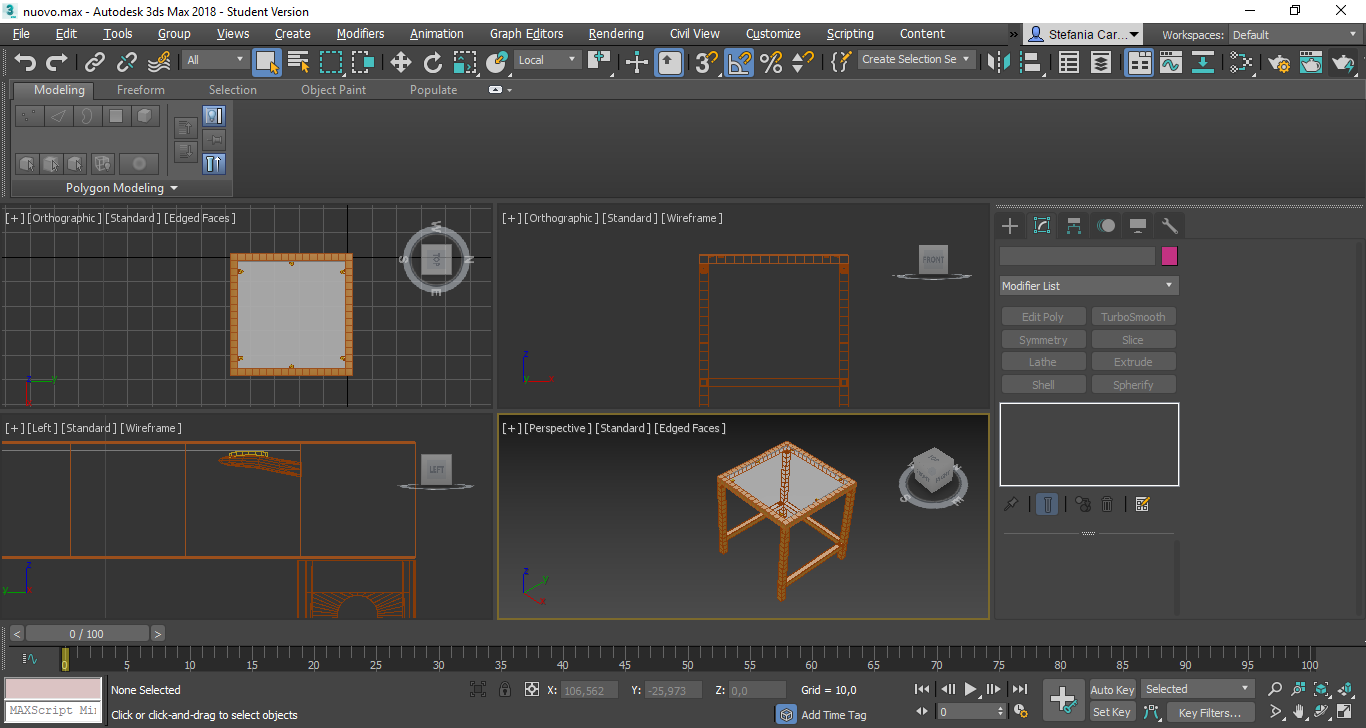 nuovo.max - Autodesk 3ds Max 2018 - Student Version
File Edit Tools Group Views Create Modifiers Animation Graph Editors Rendering Civil View Customize Scripting Content » Stefania Car... Workspaces: Default
All Local Create Selection Se
Modeling Freeform Selection Object Paint Populate
Polygon Modeling
[+] [Orthographic] [Standard] [Edged Faces]
W
S TOP N
E
[+] [Orthographic] [Standard] [Wireframe]
FRONT
z
y x
z y
x
[+] [Left] [Standard] [Wireframe]
LEFT
z
y
[+] [Perspective] [Standard] [Edged Faces]
S E
z
y
x
Modifier List
Edit Poly TurboSmooth
Symmetry Slice
Lathe Extrude
Shell Spherify
< 0 / 100 >
0 5 10 15 20 25 30 35 40 45 50 55 60 65 70 75 80 85 90 95 100
None Selected
X: 106,562 Y: -25,973 Z: 0,0 Grid = 10,0
Auto Key Selected
MAXScript Mi
Click or click-and-drag to select objects
Add Time Tag
0
Set Key Key Filters...